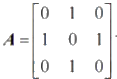 A = [0 1 0
1 0 1
0 1 0].